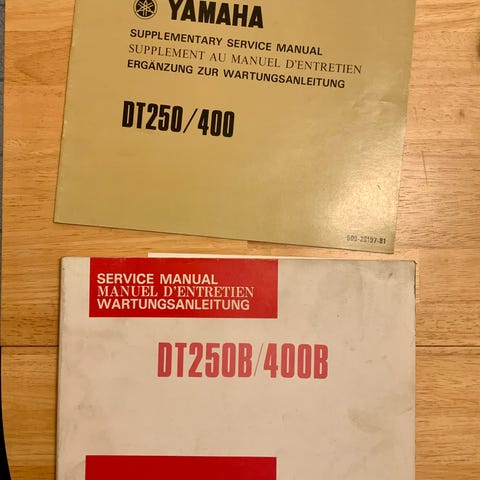 YAMAHA
SUPPLEMENTARY SERVICE MANUAL
SUPPLEMENT AU MANUEL D'ENTRETIEN
ERGÄNZUNG ZUR WARTUNGSANLEITUNG
DT250/400
SERVICE MANUAL
MANUEL D'ENTRETIEN
WARTUNGSANLEITUNG
DT250B/400B